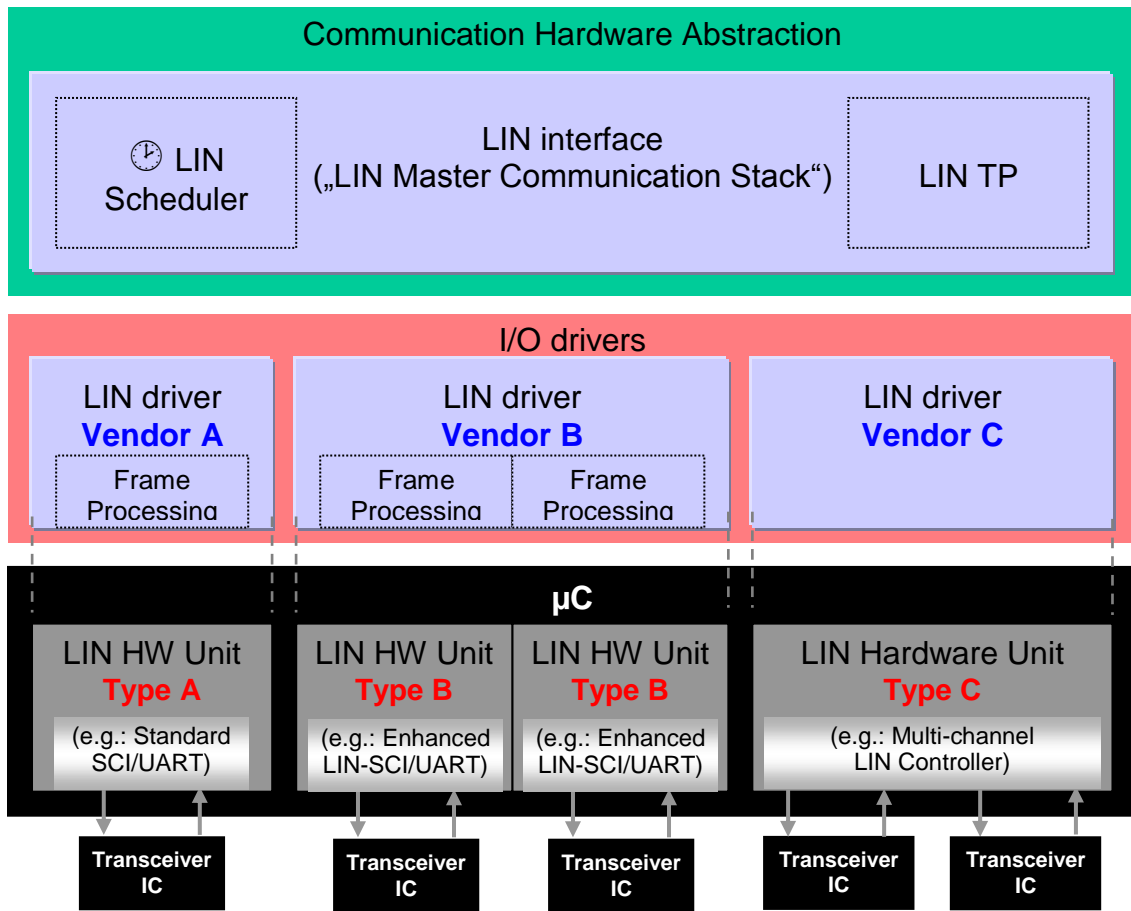 Communication Hardware Abstraction
🕑 LIN
Scheduler
LIN interface
(„LIN Master Communication Stack“)
LIN TP
I/O drivers
LIN driver
Vendor A
Frame
Processing
LIN driver
Vendor B
Frame
Processing
Frame
Processing
LIN driver
Vendor C
µC
LIN HW Unit
Type A
(e.g.: Standard
SCI/UART)
LIN HW Unit
Type B
(e.g.: Enhanced
LIN-SCI/UART)
LIN HW Unit
Type B
(e.g.: Enhanced
LIN-SCI/UART)
LIN Hardware Unit
Type C
(e.g.: Multi-channel
LIN Controller)
Transceiver
IC
Transceiver
IC
Transceiver
IC
Transceiver
IC
Transceiver
IC